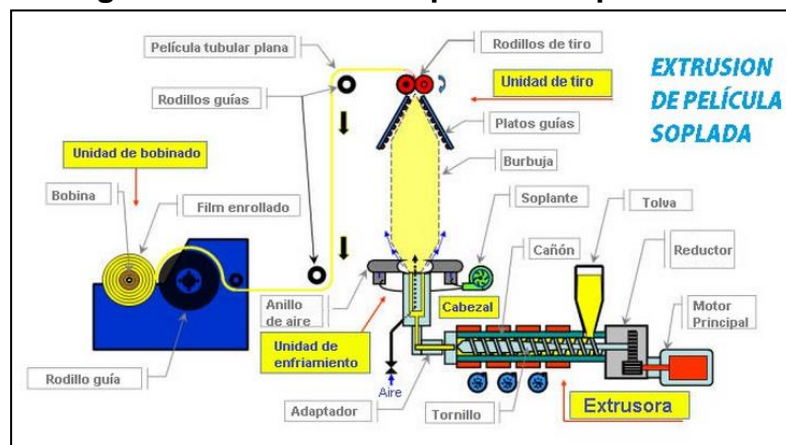 EXTRUSION
DE PELÍCULA
SOPLADA
Película tubular plana
Rodillos de tiro
Unidad de tiro
Rodillos guías
Platos guías
Unidad de bobinado
Burbuja
Bobina
Film enrollado
Soplante
Tolva
Cañón
Reductor
Anillo
de aire
Cabezal
Motor
Principal
Unidad de
enfriamiento
Rodillo guía
Aire
Adaptador
Tornillo
Extrusora